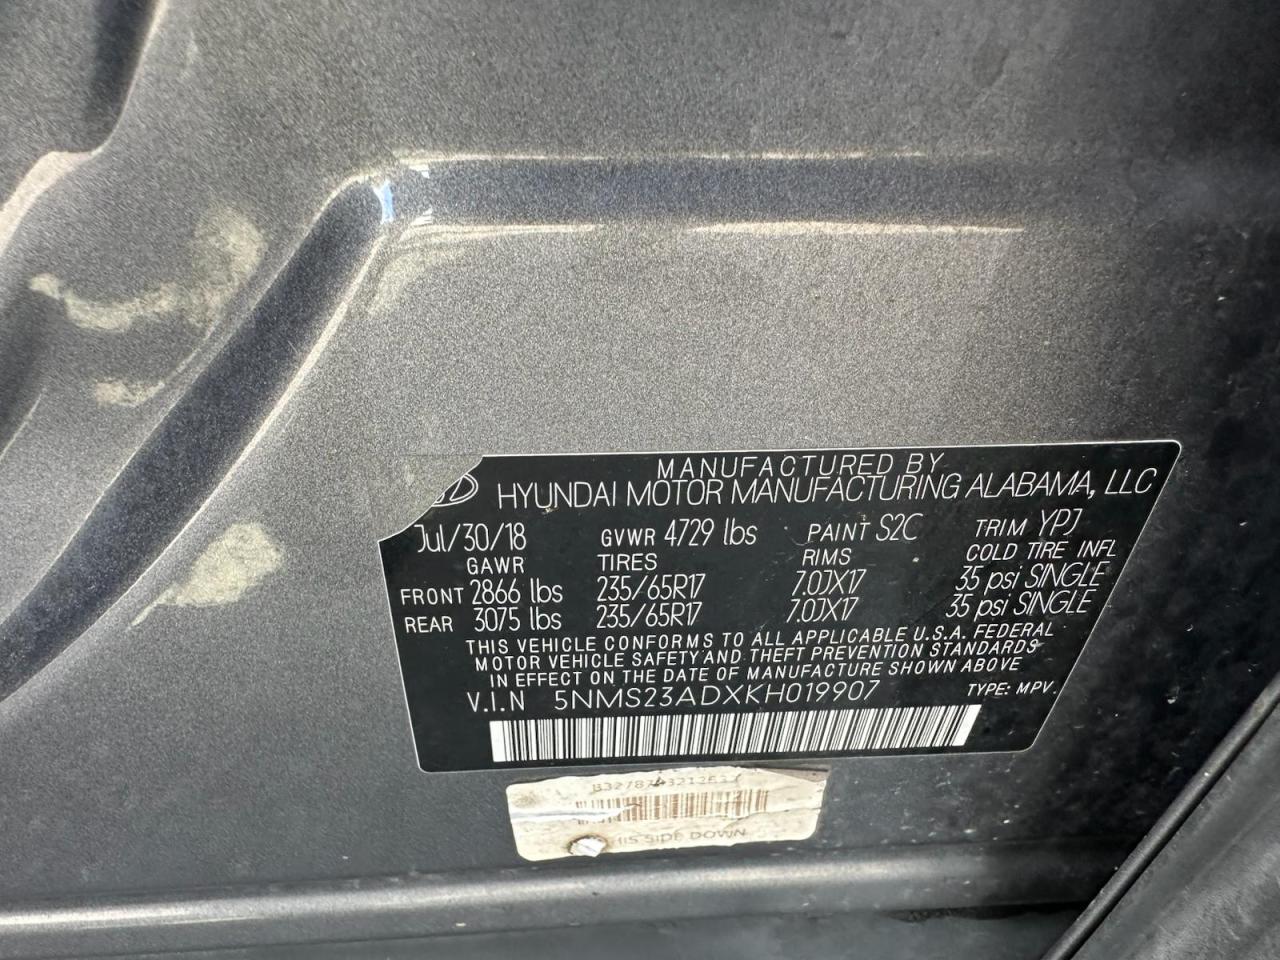 MANUFACTURED BY
HYUNDAI MOTOR MANUFACTURING ALABAMA, LLC
Jul/30/18 GVWR 4729 lbs PAINT S2C TRIM YPJ
GAWR TIRES RIMS COLD TIRE INFL
FRONT 2866 lbs 235/65R17 7.0JX17 35 psi SINGLE
REAR 3075 lbs 235/65R17 7.0JX17 35 psi SINGLE
THIS VEHICLE CONFORMS TO ALL APPLICABLE U.S.A. FEDERAL
MOTOR VEHICLE SAFETY AND THEFT PREVENTION STANDARDS
IN EFFECT ON THE DATE OF MANUFACTURE SHOWN ABOVE
V.I.N 5NMS23ADXKH019907 TYPE: MPV.
SIDE DOWN